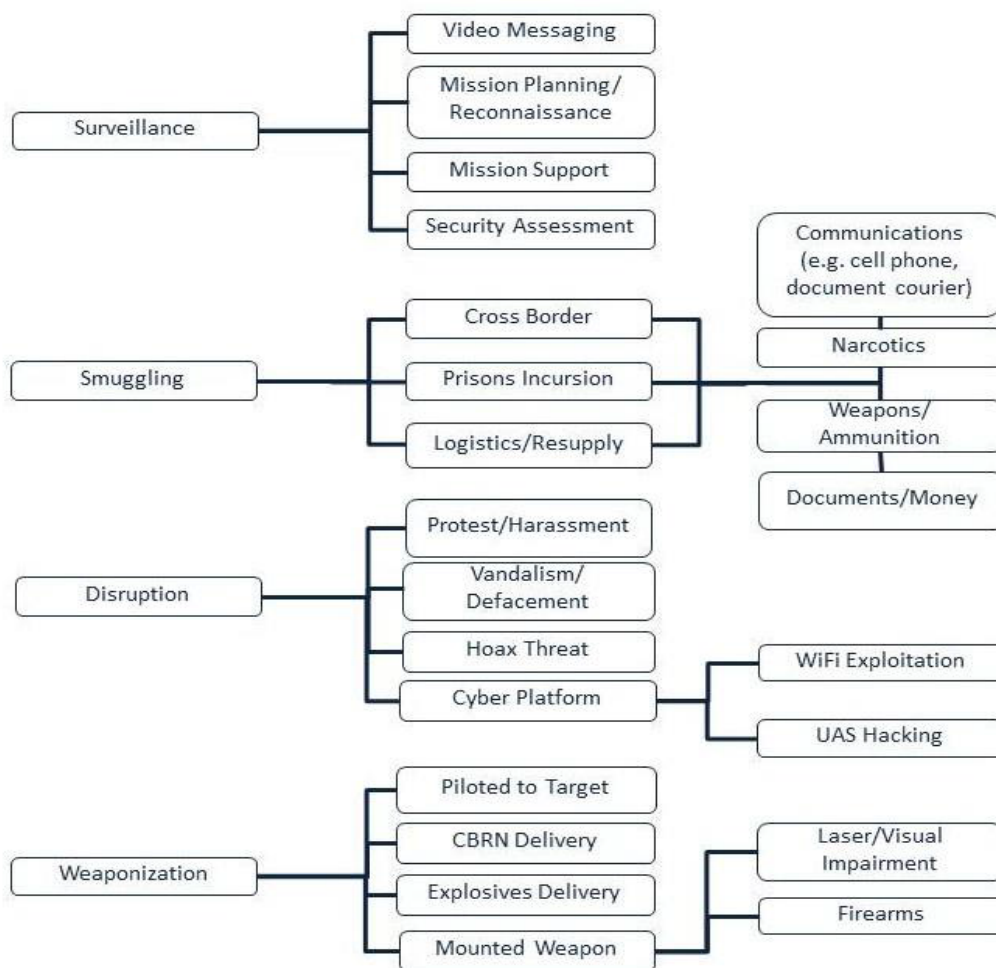 Video Messaging
Mission Planning/
Reconnaissance
Surveillance
Mission Support
Security Assessment
Communications
(e.g. cell phone,
document courier)
Cross Border
Narcotics
Smuggling
Prisons Incursion
Weapons/
Ammunition
Logistics/Resupply
Documents/Money
Protest/Harassment
Disruption
Vandalism/
Defacement
Hoax Threat
WiFi Exploitation
Cyber Platform
UAS Hacking
Piloted to Target
CBRN Delivery
Laser/Visual
Impairment
Weaponization
Explosives Delivery
Firearms
Mounted Weapon